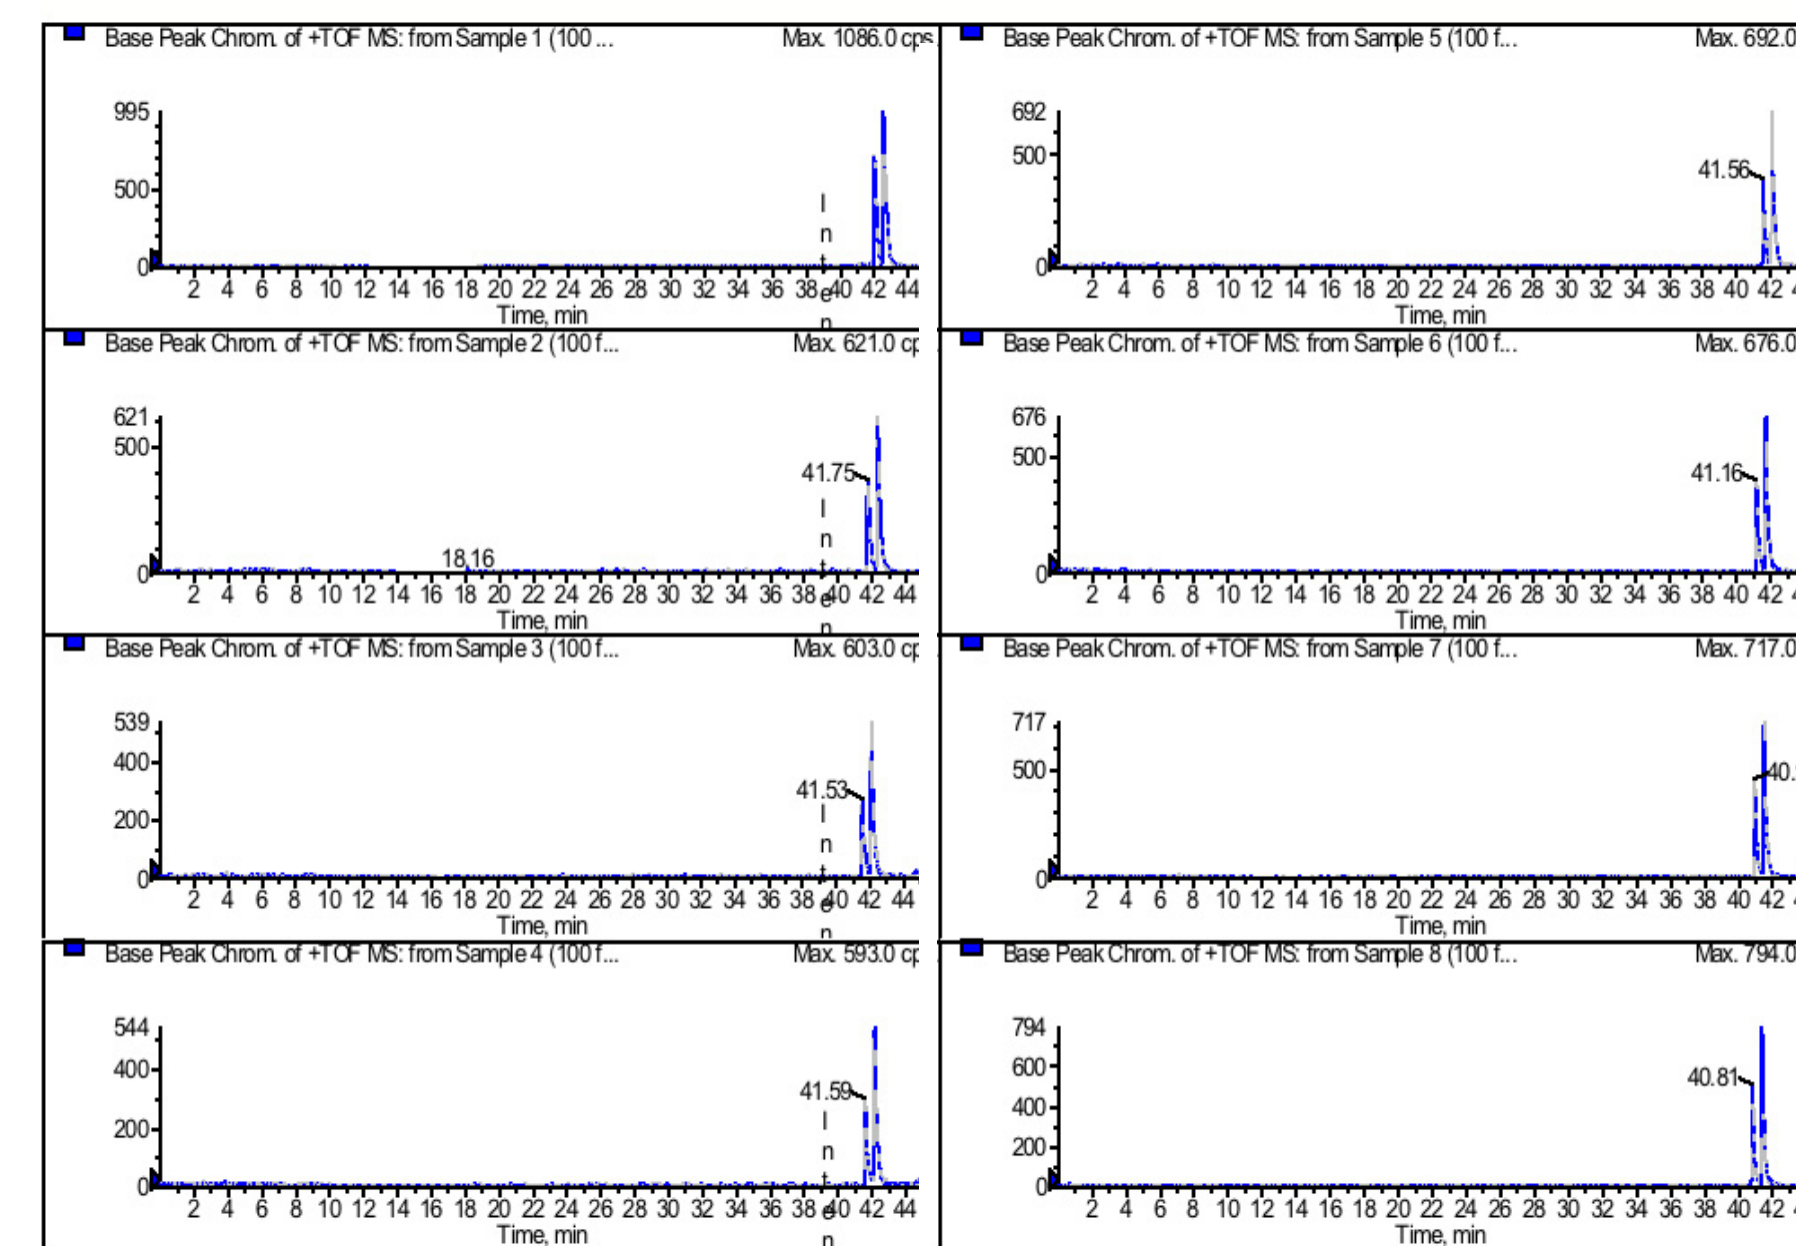 Base Peak Chrom. of +TOF MS: from Sample 1 (100 ... Max. 1086.0 cps
995
500
0
I
n
t
e
n
2 4 6 8 10 12 14 16 18 20 22 24 26 28 30 32 34 36 38 40 42 44
Time, min
Base Peak Chrom. of +TOF MS: from Sample 2 (100 f... Max. 621.0 cp
621
500
0
41.75
18.16
I
n
t
e
n
2 4 6 8 10 12 14 16 18 20 22 24 26 28 30 32 34 36 38 40 42 44
Time, min
Base Peak Chrom. of +TOF MS: from Sample 3 (100 f... Max. 603.0 cp
539
400
200
0
41.53
I
n
t
e
n
2 4 6 8 10 12 14 16 18 20 22 24 26 28 30 32 34 36 38 40 42 44
Time, min
Base Peak Chrom. of +TOF MS: from Sample 4 (100 f... Max. 593.0 cp
544
400
200
0
41.59
I
n
t
e
n
2 4 6 8 10 12 14 16 18 20 22 24 26 28 30 32 34 36 38 40 42 44
Time, min
Base Peak Chrom. of +TOF MS: from Sample 5 (100 f... Max. 692.0
692
500
0
41.56
2 4 6 8 10 12 14 16 18 20 22 24 26 28 30 32 34 36 38 40 42 4
Time, min
Base Peak Chrom. of +TOF MS: from Sample 6 (100 f... Max. 676.0
676
500
0
41.16
2 4 6 8 10 12 14 16 18 20 22 24 26 28 30 32 34 36 38 40 42 4
Time, min
Base Peak Chrom. of +TOF MS: from Sample 7 (100 f... Max. 717.0
717
500
0
40.
2 4 6 8 10 12 14 16 18 20 22 24 26 28 30 32 34 36 38 40 42 4
Time, min
Base Peak Chrom. of +TOF MS: from Sample 8 (100 f... Max. 794.0
794
600
400
200
0
40.81
2 4 6 8 10 12 14 16 18 20 22 24 26 28 30 32 34 36 38 40 42 4
Time, min